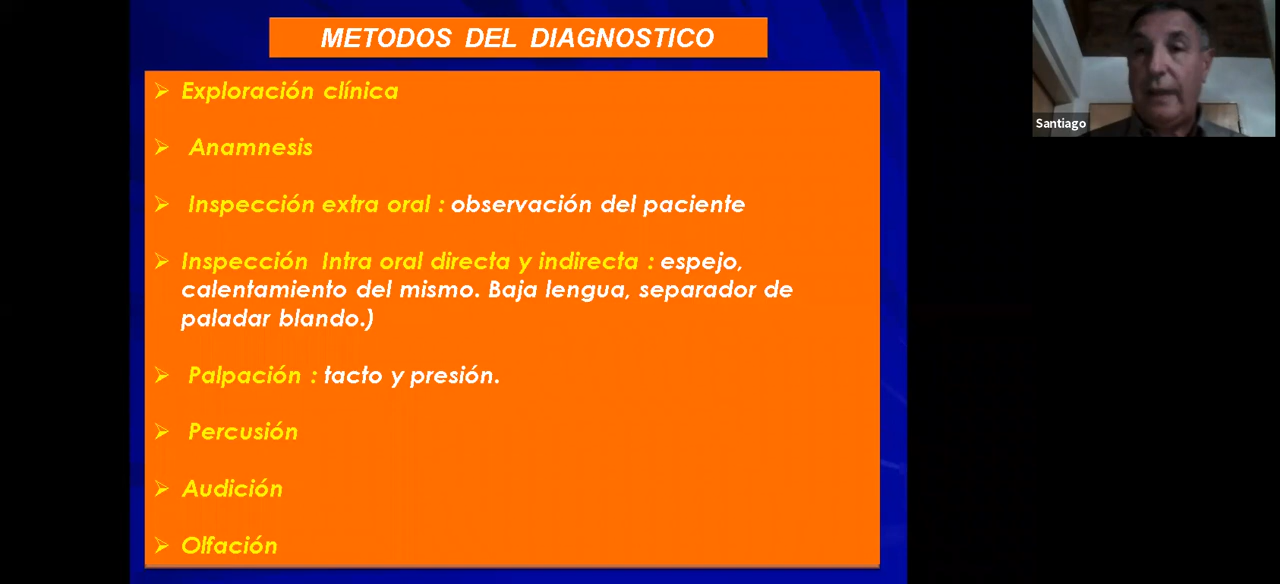 METODOS DEL DIAGNOSTICO
Santiago
➢ Exploración clínica
➢ Anamnesis
➢ Inspección extra oral : observación del paciente
➢ Inspección Intra oral directa y indirecta : espejo,
calentamiento del mismo. Baja lengua, separador de
paladar blando.)
➢ Palpación : tacto y presión.
➢ Percusión
➢ Audición
➢ Olfación